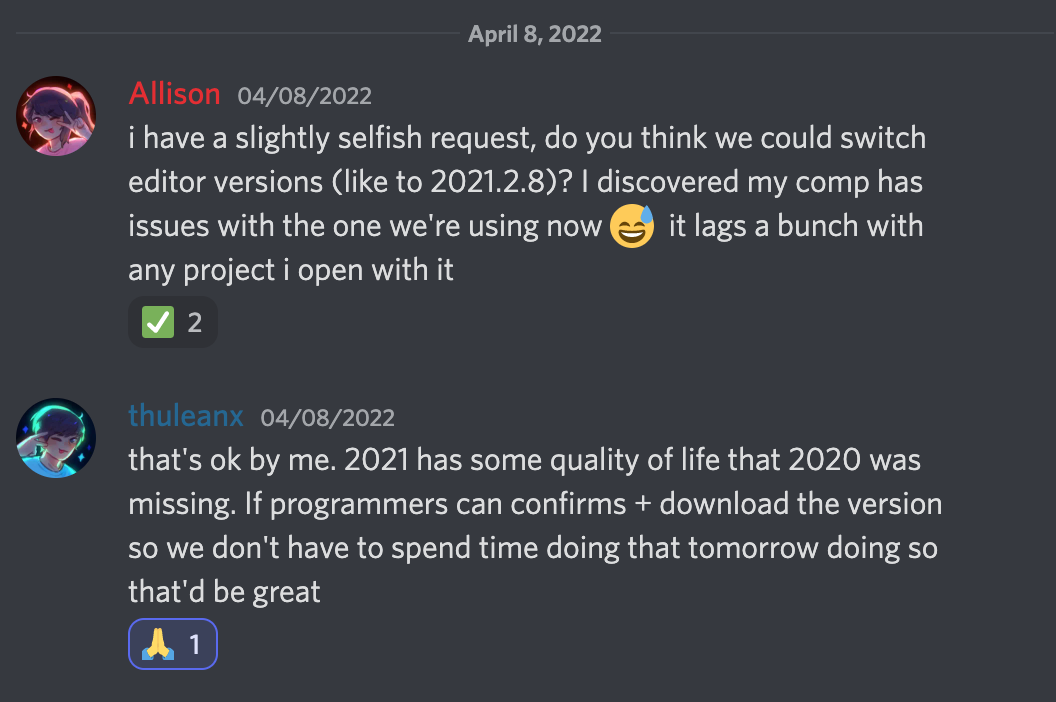 April 8, 2022
Allison 04/08/2022
i have a slightly selfish request, do you think we could switch
editor versions (like to 2021.2.8)? I discovered my comp has
issues with the one we're using now 😅 it lags a bunch with
any project i open with it
✅ 2
thuleanx 04/08/2022
that's ok by me. 2021 has some quality of life that 2020 was
missing. If programmers can confirms + download the version
so we don't have to spend time doing that tomorrow doing so
that'd be great
🙏 1